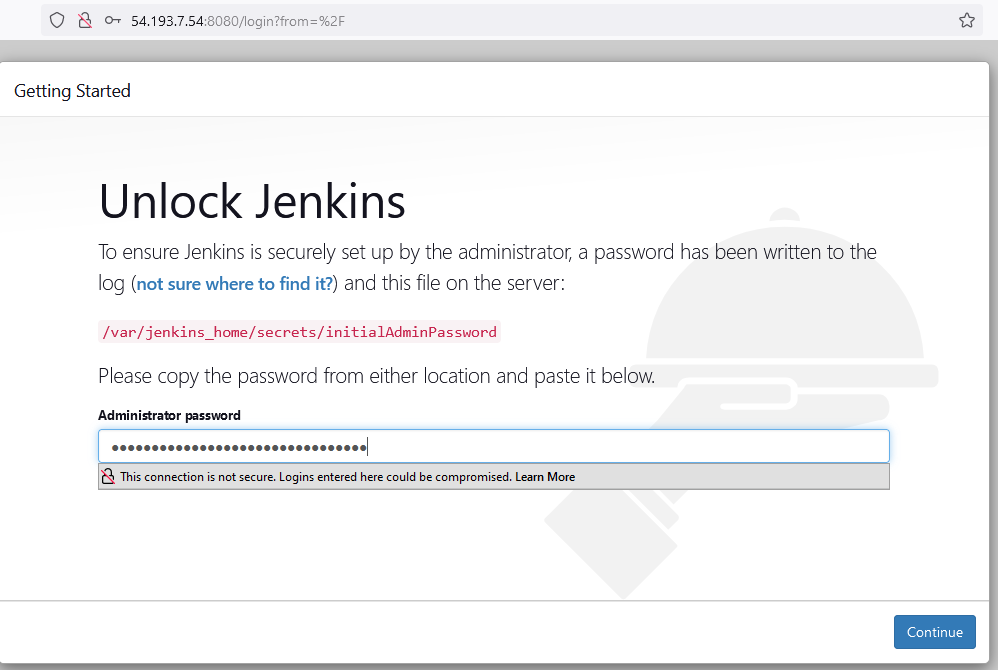 54.193.7.54:8080/login?from=%2F
Getting Started
Unlock Jenkins
To ensure Jenkins is securely set up by the administrator, a password has been written to the
log (not sure where to find it?) and this file on the server:
/var/jenkins_home/secrets/initialAdminPassword
Please copy the password from either location and paste it below.
Administrator password
••••••••••••••••••••••••••••••••
This connection is not secure. Logins entered here could be compromised. Learn More
Continue